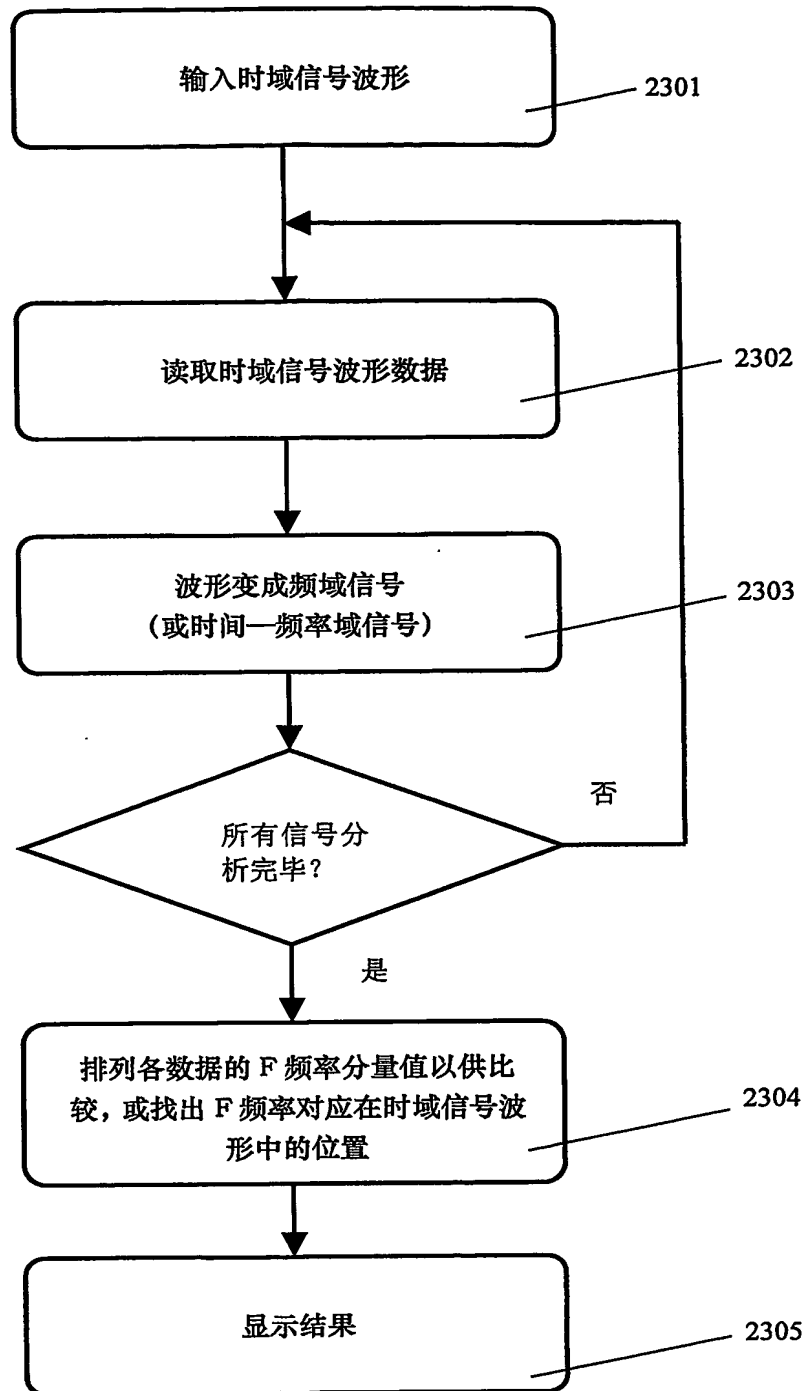 输入时域信号波形
2301
读取时域信号波形数据
2302
波形变成频域信号
(或时间—频率域信号)
2303
否
所有信号分
析完毕?
是
排列各数据的 F 频率分量值以供比
较，或找出 F 频率对应在时域信号波
形中的位置
2304
显示结果
2305